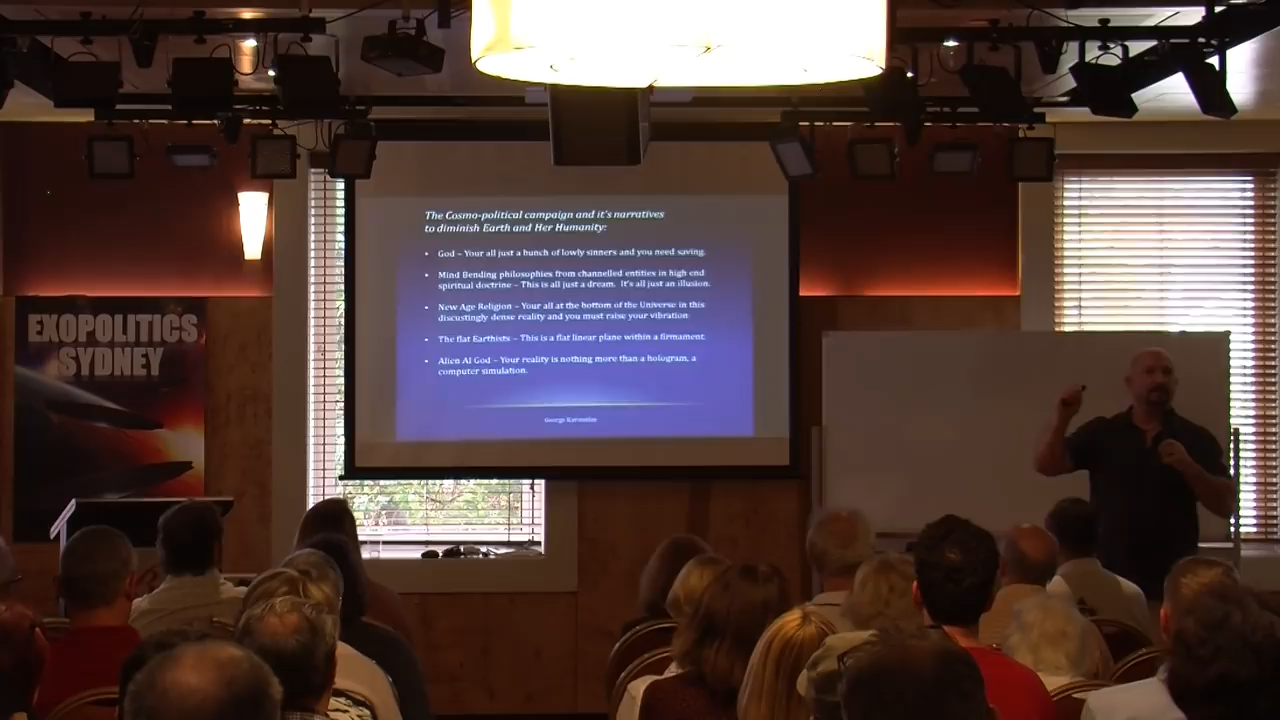 EXOPOLITICS
SYDNEY
The Cosmo-political campaign and it's narratives
to diminish Earth and Her Humanity:
• God – Your all just a bunch of lowly sinners and you need saving.
• Mind Bending philosophies from channelled entities in high end
spiritual doctrine – This is all just a dream. It's all just an illusion.
• New Age Religion – Your all at the bottom of the Universe in this
discustingly dense reality and you must raise your vibration
• The flat Earthists – This is a flat linear plane within a firmament.
• Alien AI God – Your reality is nothing more than a hologram, a
computer simulation.
George